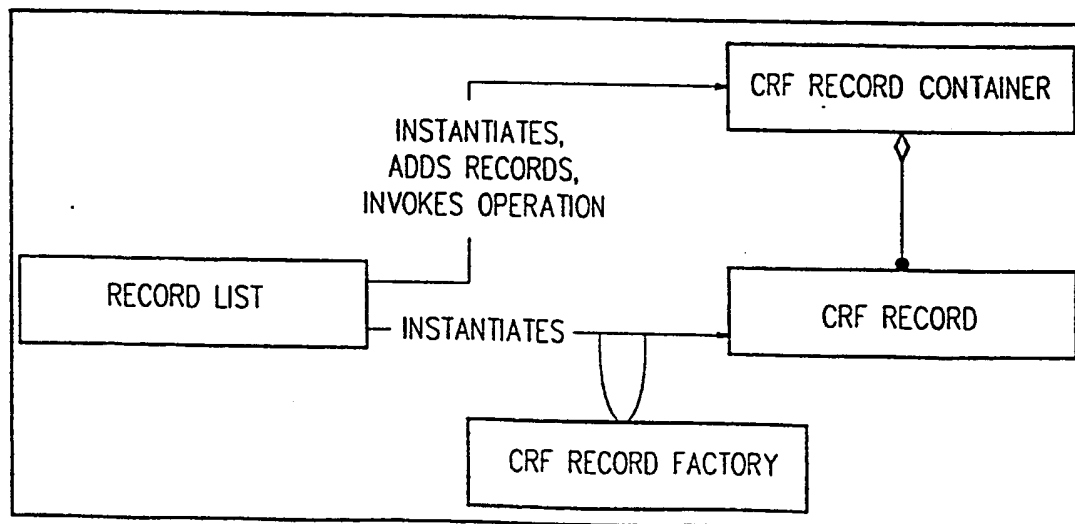 CRF RECORD CONTAINER
INSTANTIATES,
ADDS RECORDS,
INVOKES OPERATION
RECORD LIST
INSTANTIATES
CRF RECORD
CRF RECORD FACTORY